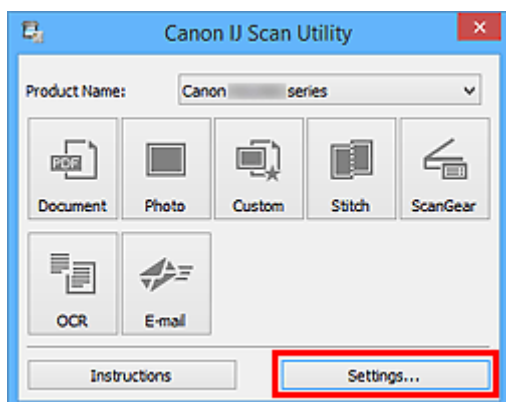 Canon IJ Scan Utility
Product Name:
Canon series
PDF
Document
Photo
Custom
Stitch
ScanGear
OCR
E-mail
Instructions
Settings...